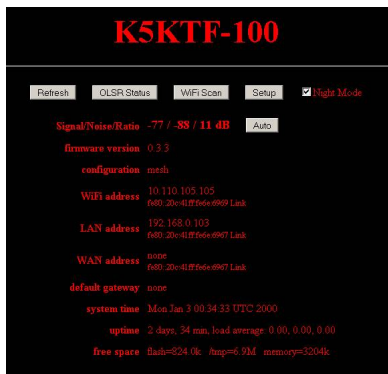 K5KTF-100
Refresh OLSR Status WiFi Scan Setup Night Mode
Signal/Noise/Ratio -77 / -88 / 11 dB Auto
firmware version 0.3.3
configuration mesh
WiFi address 10.110.105.105
fe80::20c:41ff:fe6e:6969 Link
LAN address 192.168.0.103
fe80::20c:41ff:fe6e:6967 Link
WAN address none
fe80::20c:41ff:fe6e:6967 Link
default gateway none
system time Mon Jan 3 00:34:33 UTC 2000
uptime 2 days, 34 min, load average: 0.00, 0.00, 0.00
free space flash=824.0k /tmp=6.9M memory=3204k